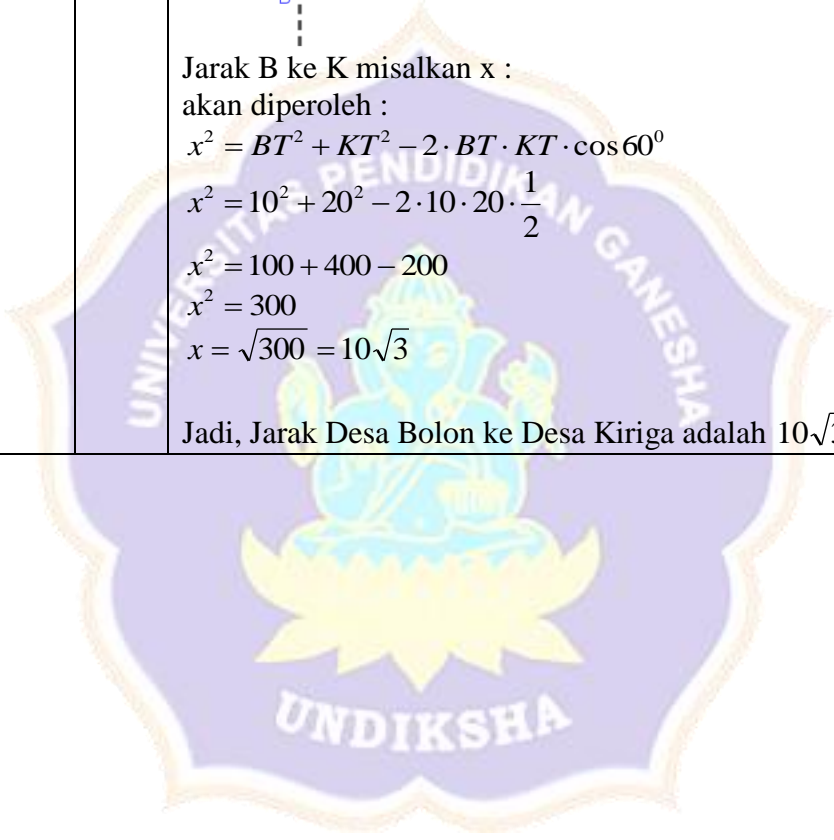 Jarak B ke K misalkan x :
akan diperoleh :
x² = BT² + KT² − 2 · BT · KT · cos 60⁰
x² = 10² + 20² − 2 · 10 · 20 · 1/2
x² = 100 + 400 − 200
x² = 300
x = √300 = 10√3
Jadi, Jarak Desa Bolon ke Desa Kiriga adalah 10√3
UNIVERSITAS PENDIDIKAN GANESHA
UNDIKSHA